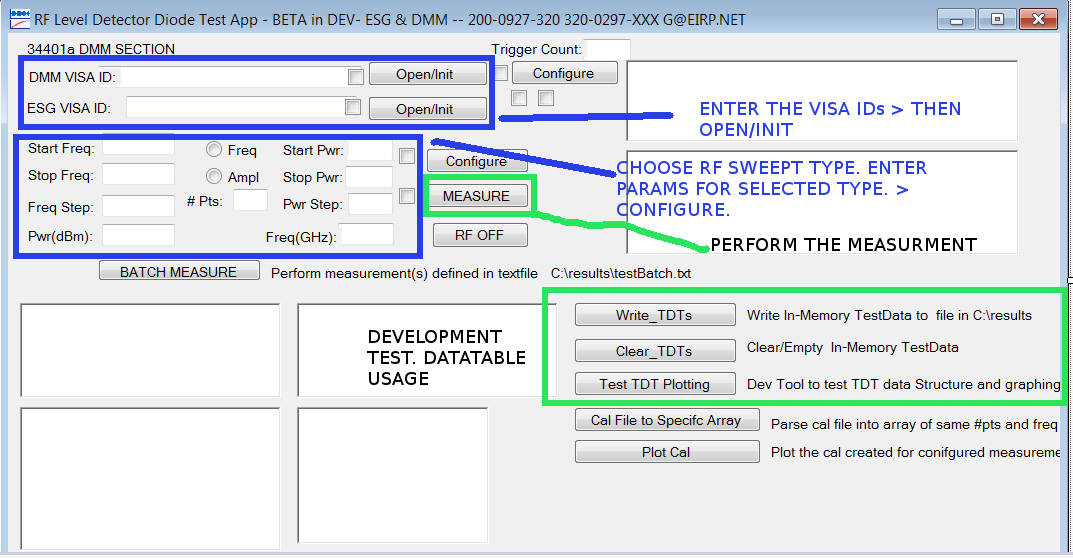 RF Level Detector Diode Test App - BETA in DEV- ESG & DMM -- 200-0927-320 320-0297-XXX G@EIRP.NET
34401a DMM SECTION
Trigger Count:
DMM VISA ID:
Open/Init
Configure
ESG VISA ID:
Open/Init
ENTER THE VISA IDs > THEN
OPEN/INIT
Start Freq:
Freq
Start Pwr:
Configure
Stop Freq:
Ampl
Stop Pwr:
CHOOSE RF SWEEPT TYPE. ENTER
PARAMS FOR SELECTED TYPE. >
CONFIGURE.
Freq Step:
# Pts:
Pwr Step:
MEASURE
Pwr(dBm):
Freq(GHz):
RF OFF
PERFORM THE MEASURMENT
BATCH MEASURE
Perform measurement(s) defined in textfile C:\results\testBatch.txt
DEVELOPMENT
TEST. DATATABLE
USAGE
Write_TDTs
Write In-Memory TestData to file in C:\results
Clear_TDTs
Clear/Empty In-Memory TestData
Test TDT Plotting
Dev Tool to test TDT data Structure and graphing
Cal File to Specifc Array
Parse cal file into array of same #pts and freq
Plot Cal
Plot the cal created for conifgured measureme